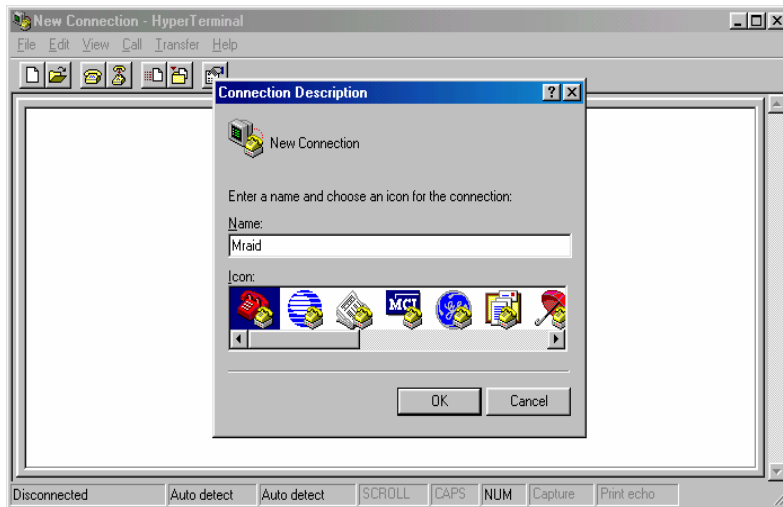 New Connection - HyperTerminal
File Edit View Call Transfer Help
Connection Description
New Connection
Enter a name and choose an icon for the connection:
Name:
Mraid
Icon:
MCI
OK Cancel
Disconnected Auto detect Auto detect SCROLL CAPS NUM Capture Print echo